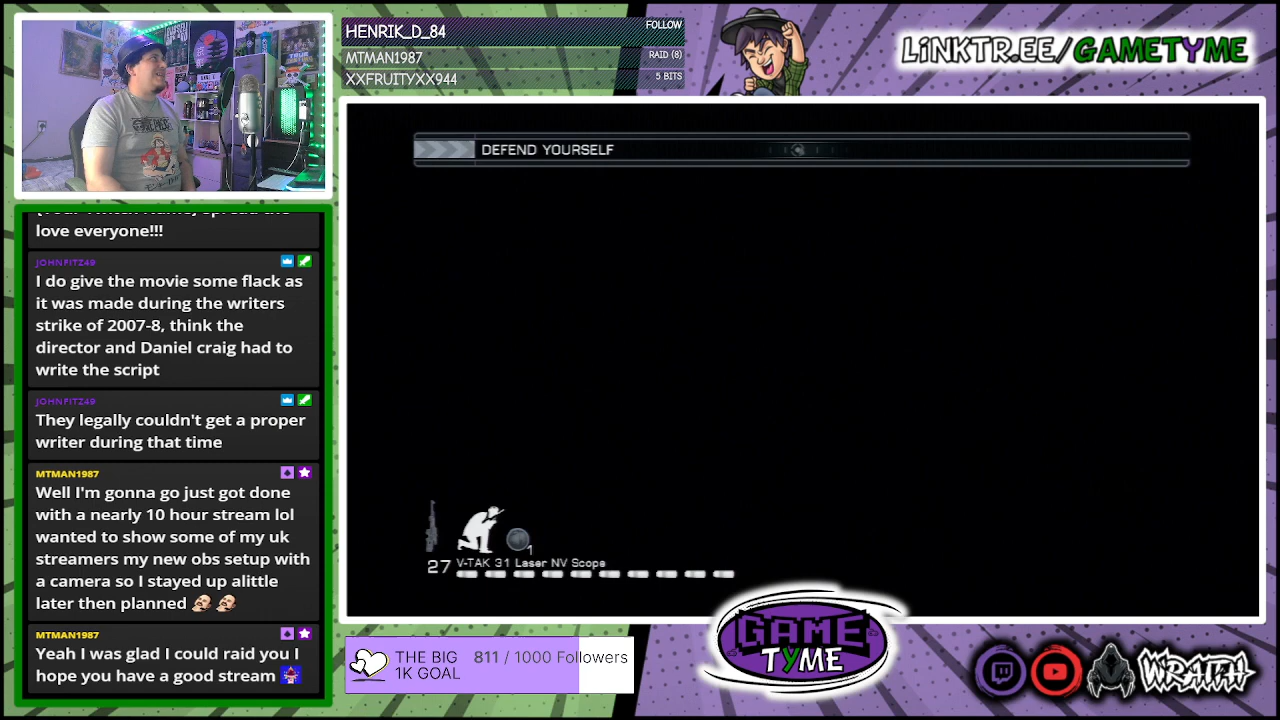 HENRIK_D_84 FOLLOW
MTMAN1987 RAID (8)
XXFRUITYXX944 5 BITS
LiNKTR.EE/GAMETYME
DEFEND YOURSELF
love everyone!!!
JOHNFITZ49
I do give the movie some flack as
it was made during the writers
strike of 2007-8, think the
director and Daniel craig had to
write the script
JOHNFITZ49
They legally couldn't get a proper
writer during that time
MTMAN1987
Well I'm gonna go just got done
with a nearly 10 hour stream lol
wanted to show some of my uk
streamers my new obs setup with
a camera so I stayed up alittle
later then planned
MTMAN1987
Yeah I was glad I could raid you I
hope you have a good stream
1
27 V-TAK 31 Laser NV Scope
THE BIG
1K GOAL
811 / 1000 Followers
GAME
TYME
WRAITH